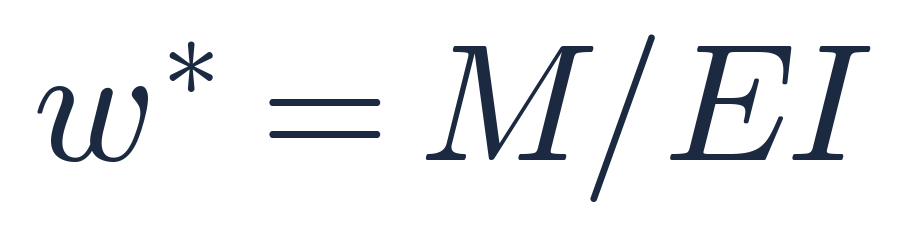 w* = M/EI